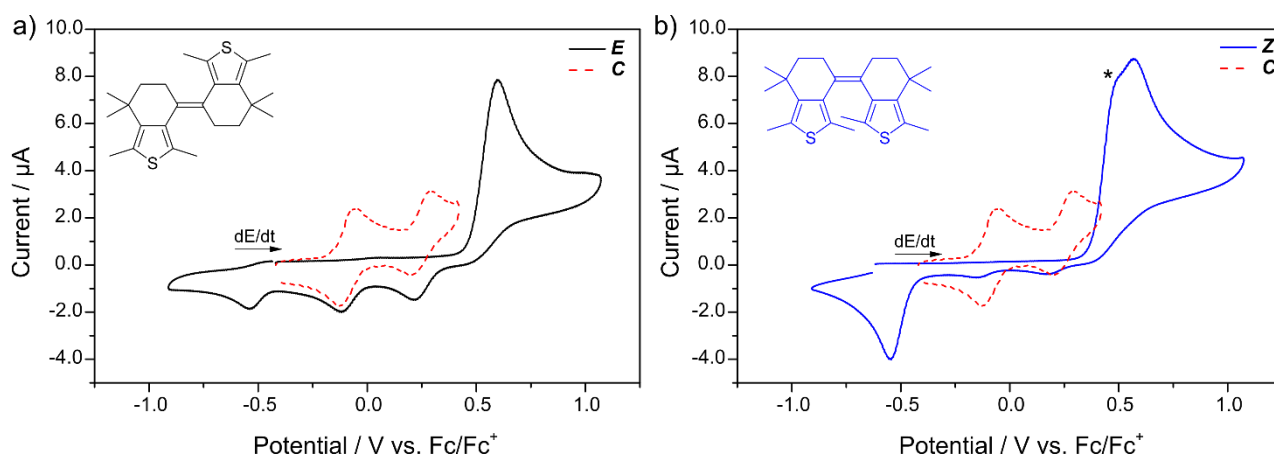 a)
E
C
dE/dt
S
S
10.0
8.0
6.0
4.0
2.0
0.0
-2.0
-4.0
Current / µA
-1.0 -0.5 0.0 0.5 1.0
Potential / V vs. Fc/Fc⁺
b)
Z
C
*
dE/dt
S S
10.0
8.0
6.0
4.0
2.0
0.0
-2.0
-4.0
Current / µA
-1.0 -0.5 0.0 0.5 1.0
Potential / V vs. Fc/Fc⁺